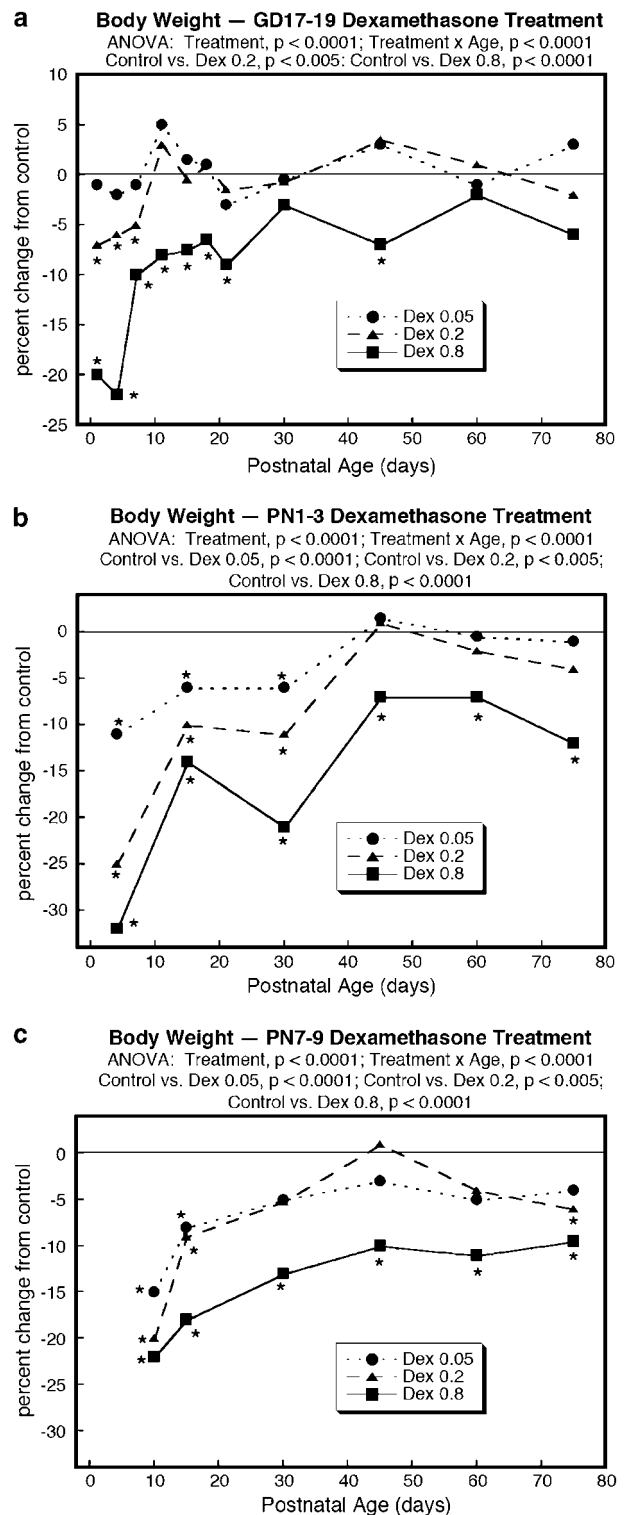 a
Body Weight — GD17-19 Dexamethasone Treatment
ANOVA: Treatment, p < 0.0001; Treatment x Age, p < 0.0001
Control vs. Dex 0.2, p < 0.005: Control vs. Dex 0.8, p < 0.0001
percent change from control
10
5
0
-5
-10
-15
-20
-25
* * * * * * * * * * * *
Dex 0.05
Dex 0.2
Dex 0.8
0 10 20 30 40 50 60 70 80
Postnatal Age (days)
b
Body Weight — PN1-3 Dexamethasone Treatment
ANOVA: Treatment, p < 0.0001; Treatment x Age, p < 0.0001
Control vs. Dex 0.05, p < 0.0001; Control vs. Dex 0.2, p < 0.005;
Control vs. Dex 0.8, p < 0.0001
percent change from control
0
-5
-10
-15
-20
-25
-30
* * * * * * * * * * * *
Dex 0.05
Dex 0.2
Dex 0.8
0 10 20 30 40 50 60 70 80
Postnatal Age (days)
c
Body Weight — PN7-9 Dexamethasone Treatment
ANOVA: Treatment, p < 0.0001; Treatment x Age, p < 0.0001
Control vs. Dex 0.05, p < 0.0001; Control vs. Dex 0.2, p < 0.005;
Control vs. Dex 0.8, p < 0.0001
percent change from control
0
-5
-10
-15
-20
-25
-30
* * * * * * * * * * *
Dex 0.05
Dex 0.2
Dex 0.8
0 10 20 30 40 50 60 70 80
Postnatal Age (days)